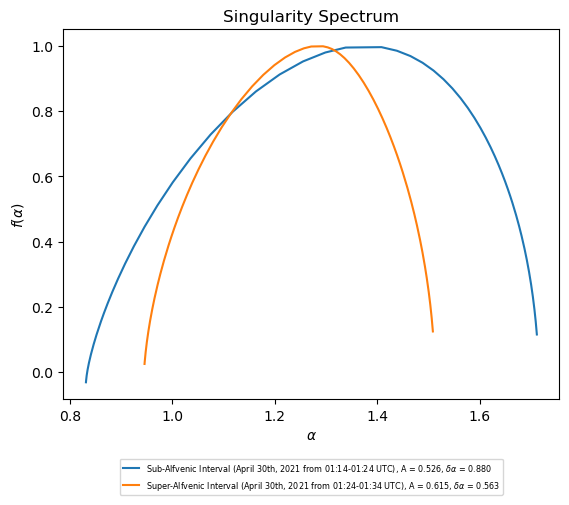 Singularity Spectrum
1.0
0.8
0.6
0.4
0.2
0.0
f(α)
0.8 1.0 1.2 1.4 1.6
α
Sub-Alfvenic Interval (April 30th, 2021 from 01:14-01:24 UTC), A = 0.526, δα = 0.880
Super-Alfvenic Interval (April 30th, 2021 from 01:24-01:34 UTC), A = 0.615, δα = 0.563